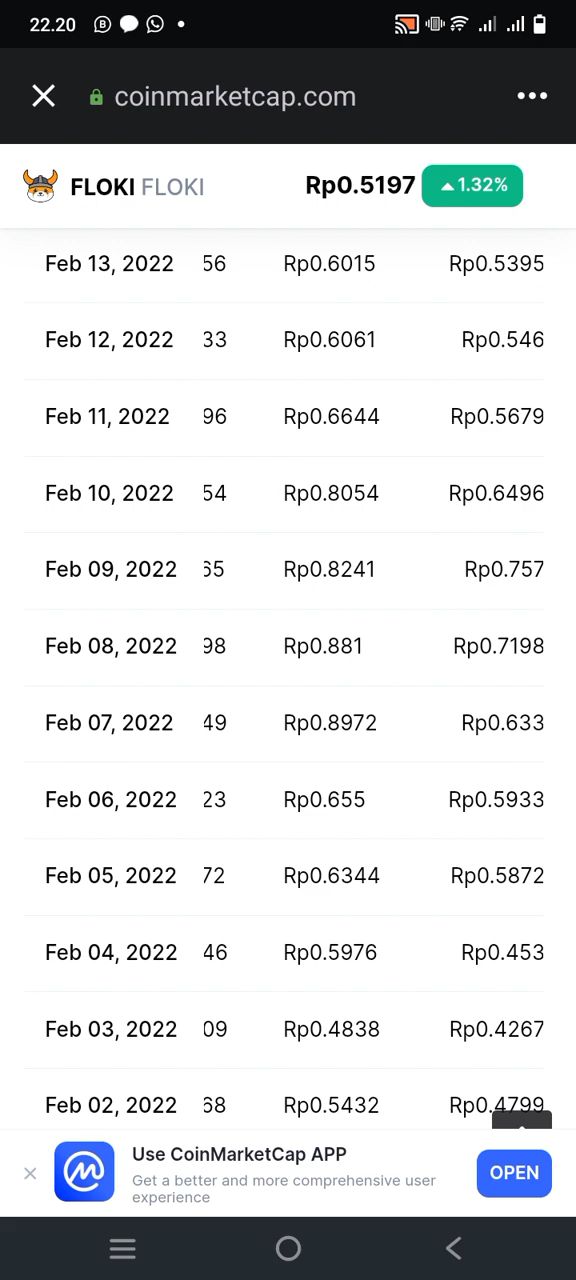 22.20
coinmarketcap.com
FLOKI FLOKI Rp0.5197 1.32%
Feb 13, 2022 56 Rp0.6015 Rp0.5395
Feb 12, 2022 33 Rp0.6061 Rp0.546
Feb 11, 2022 96 Rp0.6644 Rp0.5679
Feb 10, 2022 54 Rp0.8054 Rp0.6496
Feb 09, 2022 65 Rp0.8241 Rp0.757
Feb 08, 2022 98 Rp0.881 Rp0.7198
Feb 07, 2022 49 Rp0.8972 Rp0.633
Feb 06, 2022 23 Rp0.655 Rp0.5933
Feb 05, 2022 72 Rp0.6344 Rp0.5872
Feb 04, 2022 46 Rp0.5976 Rp0.453
Feb 03, 2022 09 Rp0.4838 Rp0.4267
Feb 02, 2022 68 Rp0.5432 Rp0.4799
Use CoinMarketCap APP
Get a better and more comprehensive user
experience
OPEN